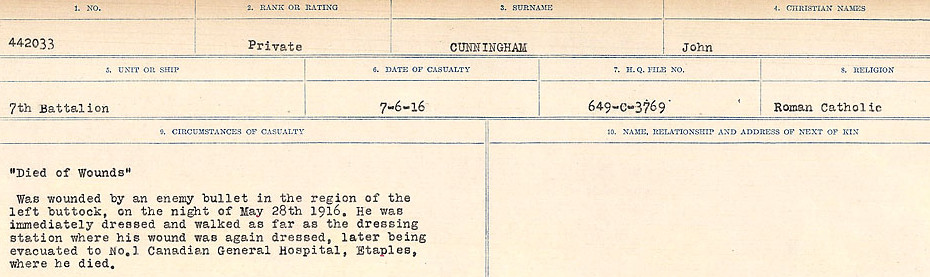 1. NO. 2. RANK OR RATING 3. SURNAME 4. CHRISTIAN NAMES
442033 Private CUNNINGHAM John
5. UNIT OR SHIP 6. DATE OF CASUALTY 7. H.Q. FILE NO. 8. RELIGION
7th Battalion 7-6-16 649-C-3769 Roman Catholic
9. CIRCUMSTANCES OF CASUALTY 10. NAME, RELATIONSHIP AND ADDRESS OF NEXT OF KIN
"Died of Wounds"
Was wounded by an enemy bullet in the region of the
left buttock, on the night of May 28th 1916. He was
immediately dressed and walked as far as the dressing
station where his wound was again dressed, later being
evacuated to No.1 Canadian General Hospital, Etaples,
where he died.